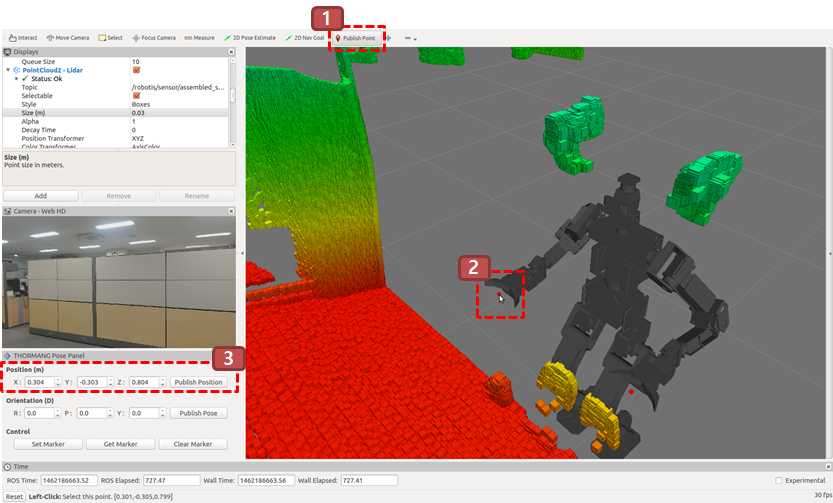 1
Interact Move Camera Select Focus Camera Measure 2D Pose Estimate 2D Nav Goal Publish Point
Displays
Queue Size 10
PointCloud2 - Lidar
Status: Ok
Topic /robotis/sensor/assembled_s...
Selectable
Style Boxes
Size (m) 0.03
Alpha 1
Decay Time 0
Position Transformer XYZ
Color Transformer AxisColor
Size (m)
Point size in meters.
Add Remove Rename
Camera - Web HD
2
3
THORMANG Pose Panel
Position (m)
X: 0.304 Y: -0.303 Z: 0.804 Publish Position
Orientation (D)
R: 0.0 P: 0.0 Y: 0.0 Publish Pose
Control
Set Marker Get Marker Clear Marker
Time
ROS Time: 1462186663.52 ROS Elapsed: 727.47 Wall Time: 1462186663.56 Wall Elapsed: 727.41 Experimental
Reset Left-Click: Select this point. [0.301,-0.305,0.799] 30 fps